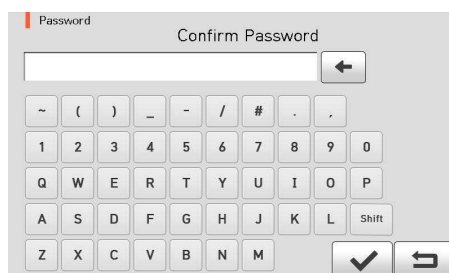 Password
Confirm Password
~ ( ) _ - / # . ,
1 2 3 4 5 6 7 8 9 0
Q W E R T Y U I O P
A S D F G H J K L Shift
Z X C V B N M